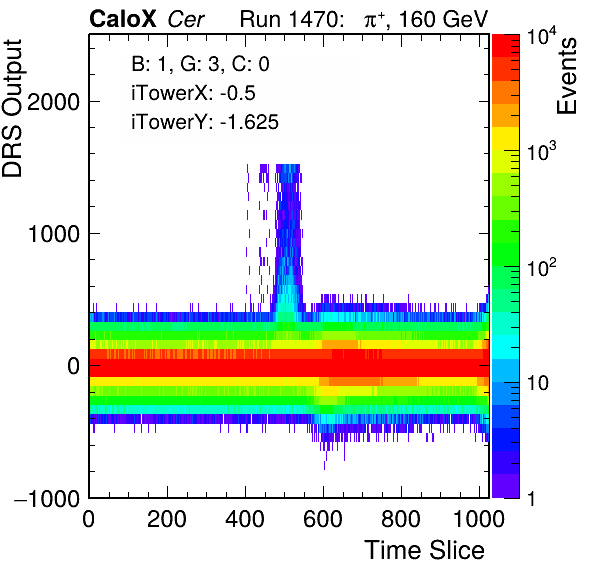 CaloX Cer Run 1470: π⁺, 160 GeV
B: 1, G: 3, C: 0
iTowerX: -0.5
iTowerY: -1.625
DRS Output
2000
1000
0
−1000
0 200 400 600 800 1000
Time Slice
Events
10⁴
10³
10²
10
1